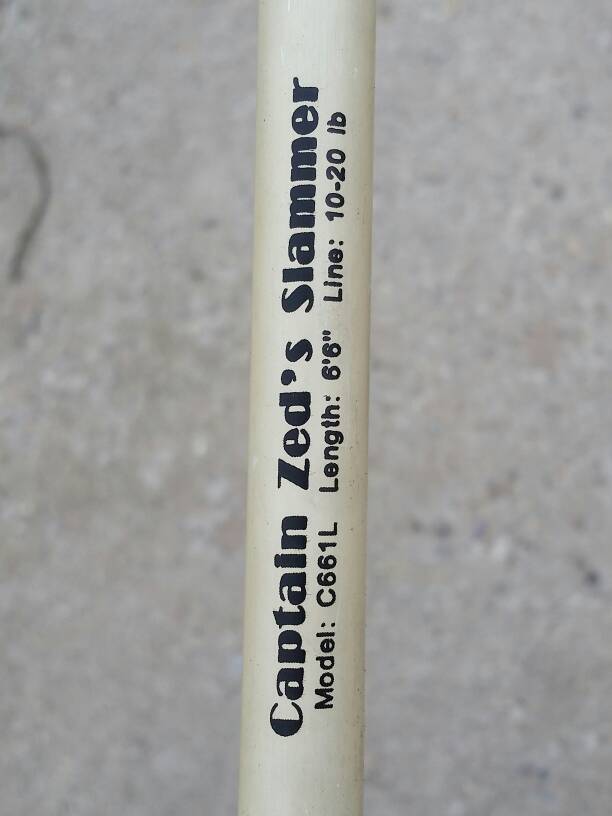 Captain Zed's Slammer
Model: C661L Length: 6'6" Line: 10-20 lb